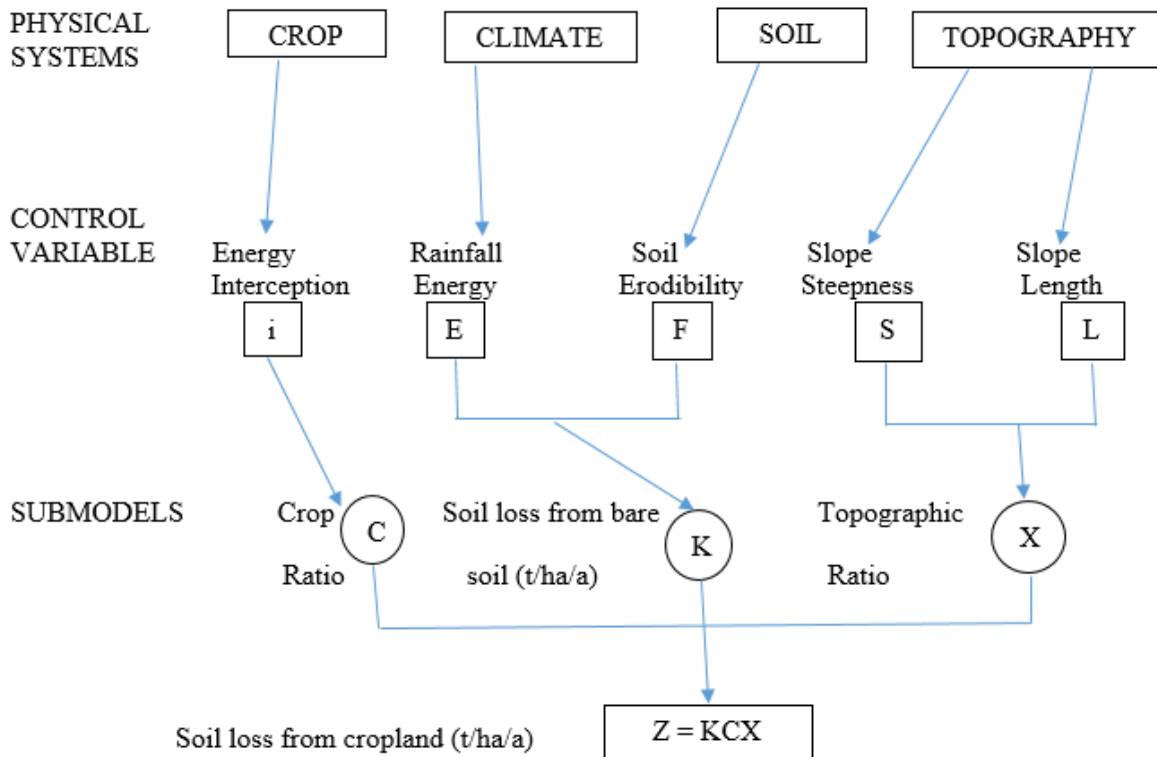 PHYSICAL
SYSTEMS
CROP
CLIMATE
SOIL
TOPOGRAPHY
CONTROL
VARIABLE
Energy
Interception
Rainfall
Energy
Soil
Erodibility
Slope
Steepness
Slope
Length
i
E
F
S
L
SUBMODELS
Crop
Ratio
C
Soil loss from bare
soil (t/ha/a)
K
Topographic
Ratio
X
Soil loss from cropland (t/ha/a)
Z = KCX